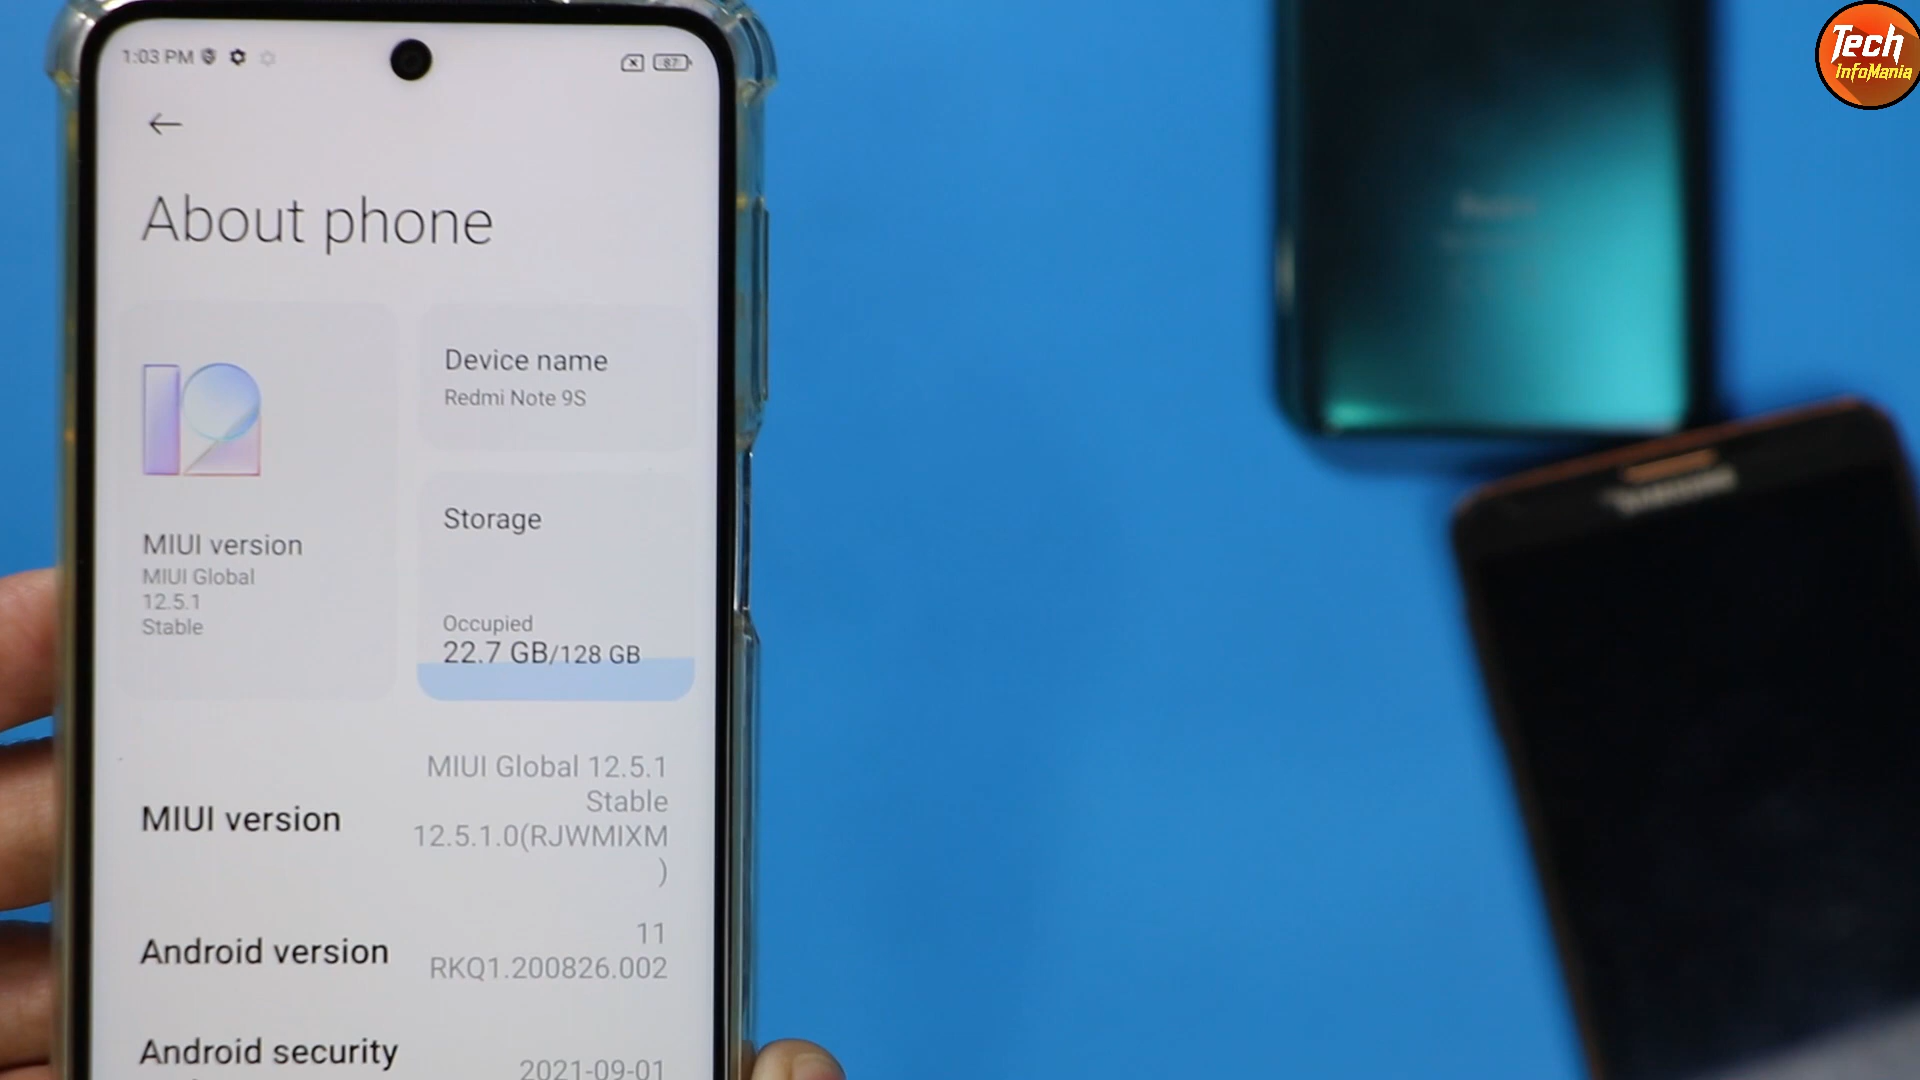 1:03 PM
87
Tech
InfoMania
About phone
Device name
Redmi Note 9S
12
MIUI version
MIUI Global
12.5.1
Stable
Storage
Occupied
22.7 GB/128 GB
MIUI version
MIUI Global 12.5.1
Stable
12.5.1.0(RJWMIXM
)
Android version
11
RKQ1.200826.002
Android security
2021-09-01